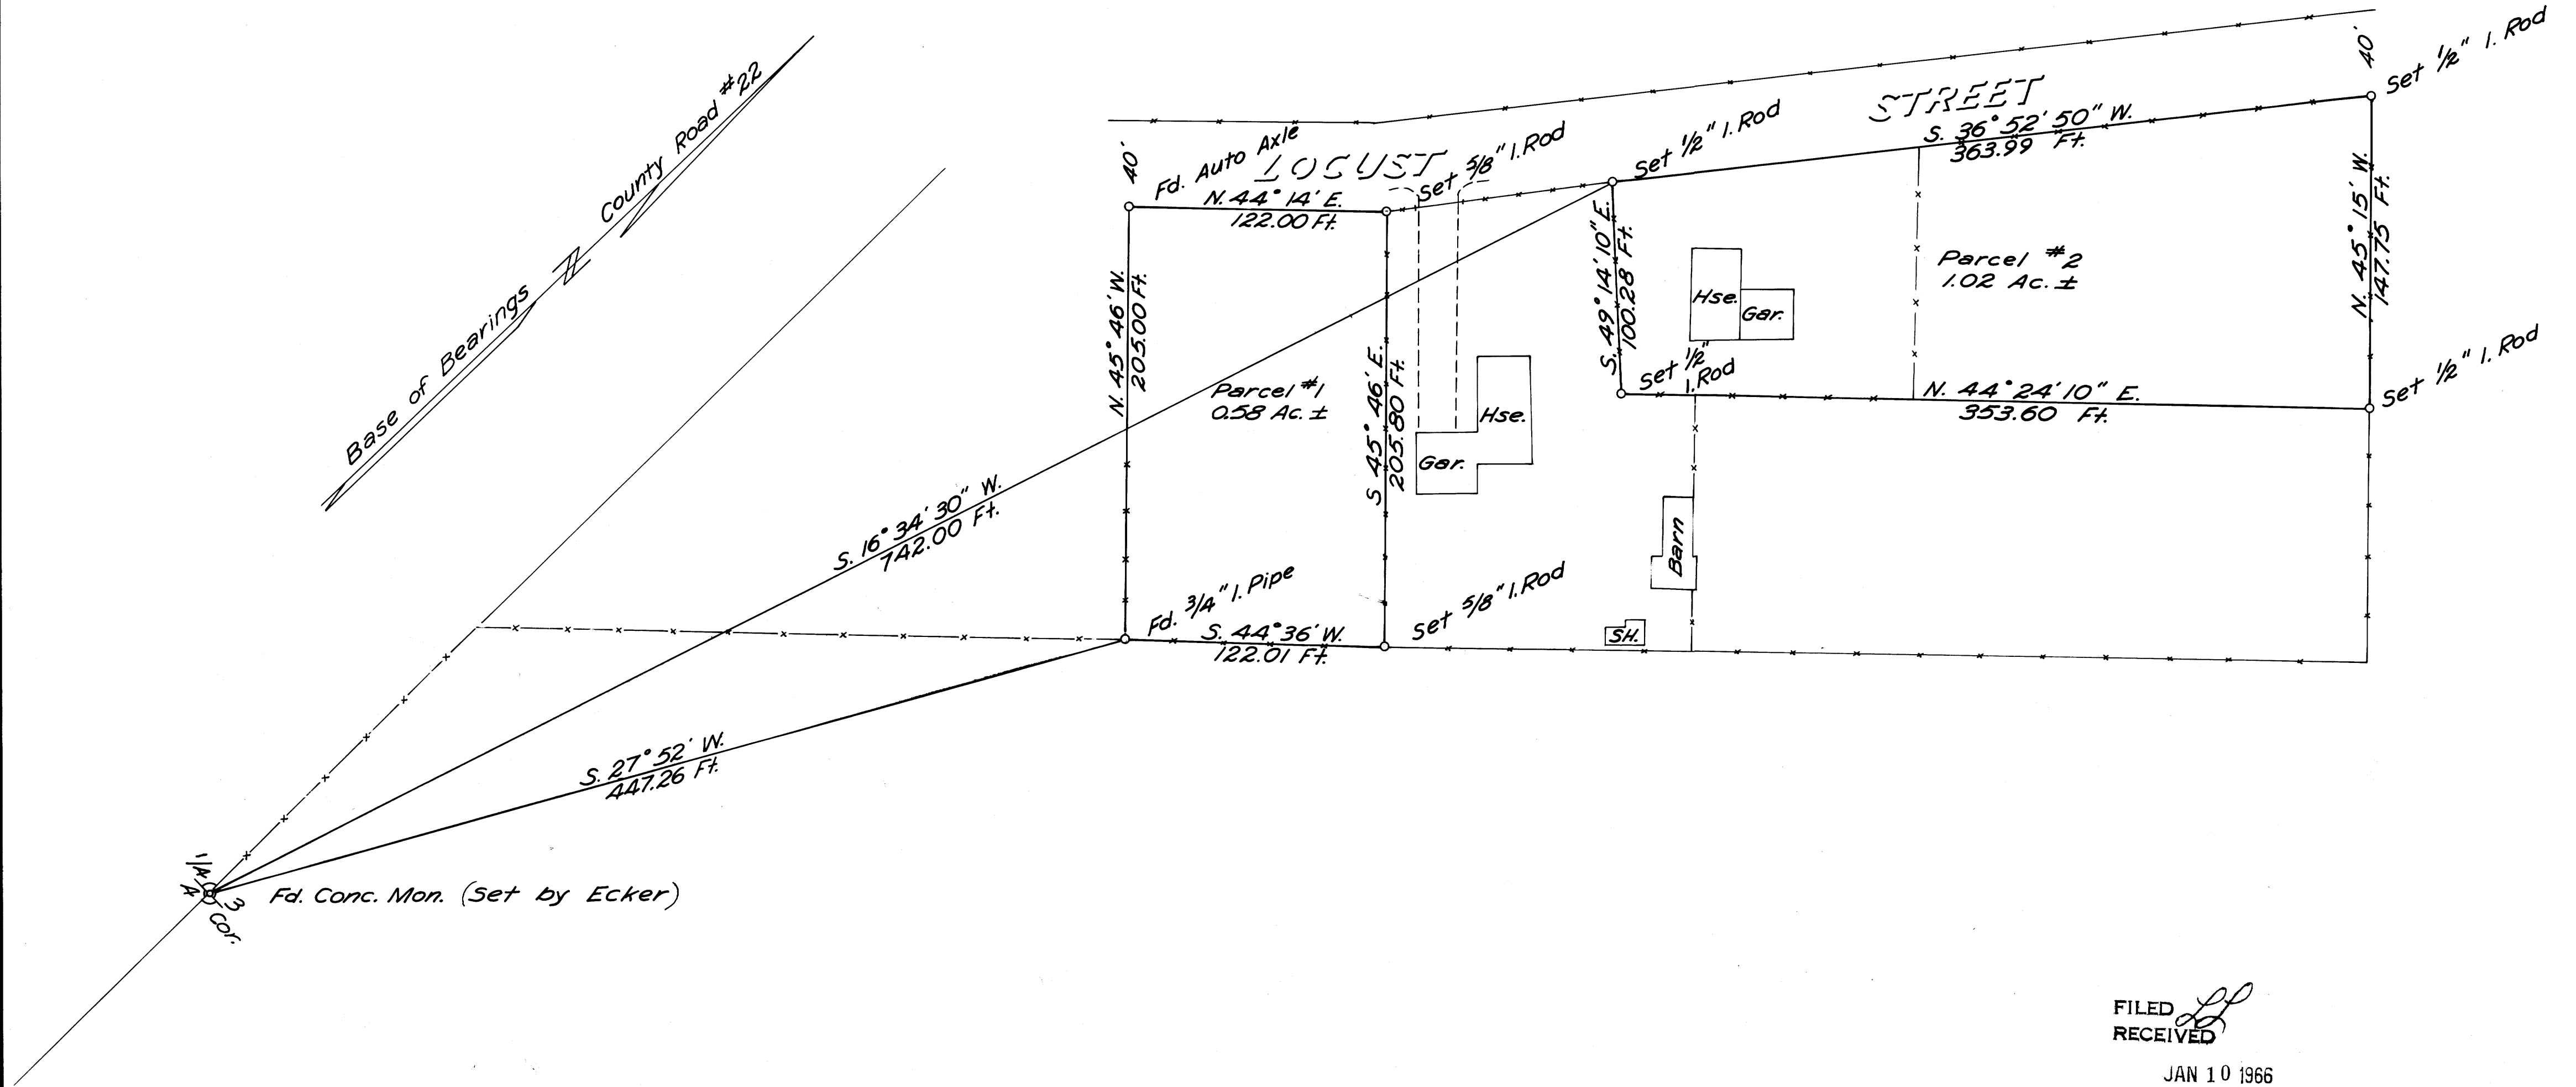 Base of Bearings County Road #22
40'
Fd. Auto Axle
LOCUST
STREET
N. 44° 14' E.
122.00 Ft.
Set 5/8" I. Rod
Set 1/2" I. Rod
S. 36° 52' 50" W.
363.99 Ft.
40'
Set 1/2" I. Rod
N. 45° 46' W.
205.00 Ft.
Parcel #1
0.58 Ac. ±
S 45° 46' E.
205.80 Ft.
Hse.
Gar.
S. 49° 14' 10" E.
100.28 Ft.
Hse.
Gar.
Parcel #2
1.02 Ac. ±
N. 45° 15' W.
147.75 Ft.
Set 1/2"
I. Rod
N. 44° 24' 10" E.
353.60 Ft.
Set 1/2" I. Rod
S. 16° 34' 30" W.
742.00 Ft.
Barn
SH.
Fd. 3/4" I. Pipe
S. 44° 36' W.
122.01 Ft.
Set 5/8" I. Rod
S. 27° 52' W.
447.26 Ft.
1/4
4
3
Cor.
Fd. Conc. Mon. (Set by Ecker)
FILED LL
RECEIVED
JAN 10 1966